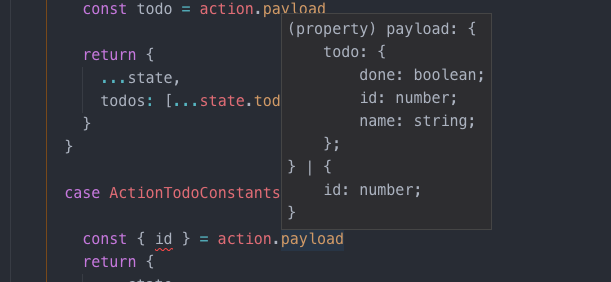 const todo = action.payload
(property) payload: {
todo: {
return {
done: boolean;
...state,
id: number;
todos: [...state.tod
name: string;
}
};
}
} | {
case ActionTodoConstants
id: number;
}
const { id } = action.payload
return {